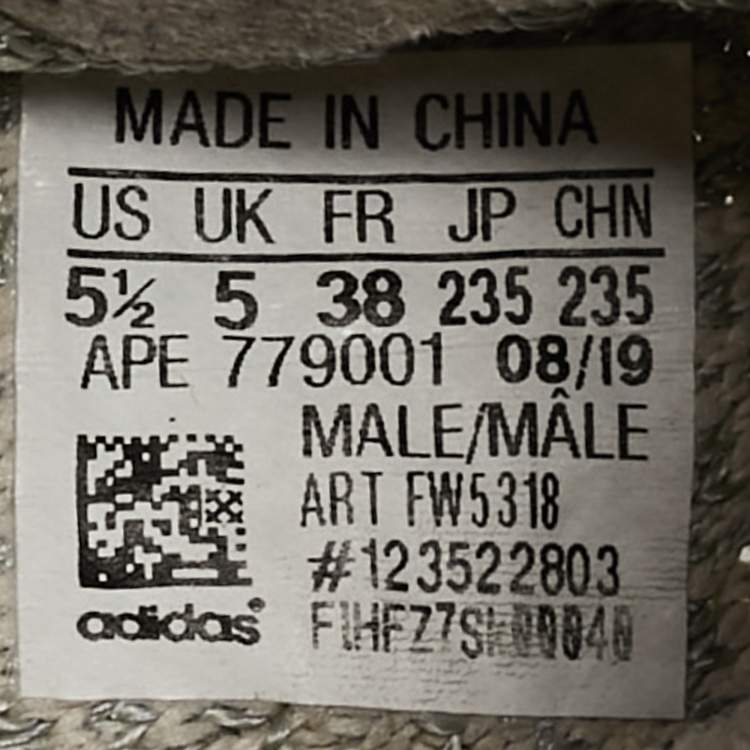 MADE IN CHINA
US UK FR JP CHN
5½ 5 38 235 235
APE 779001 08/19
MALE/MÂLE
ART FW5318
#123522803
adidas®